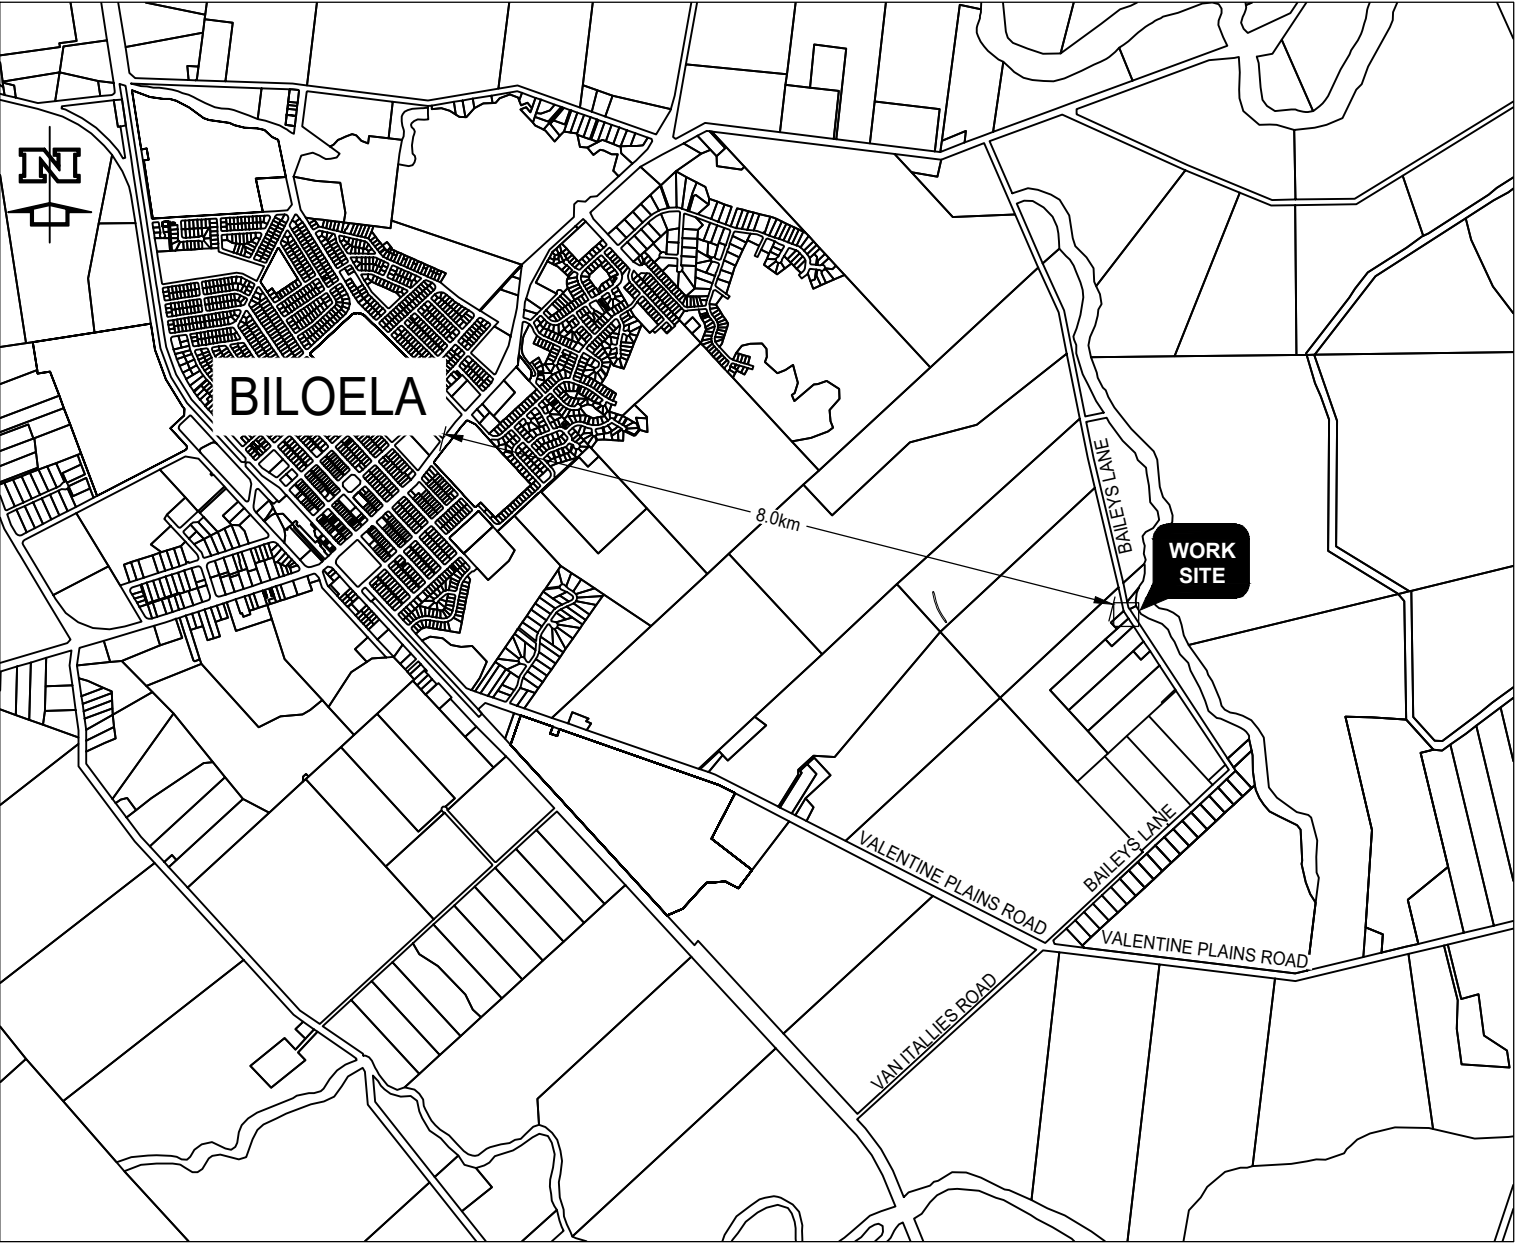 N
BILOELA
BAILEYS LANE
8.0km
WORK
SITE
BAILEYS LANE
VALENTINE PLAINS ROAD
VALENTINE PLAINS ROAD
VAN ITALLIES ROAD